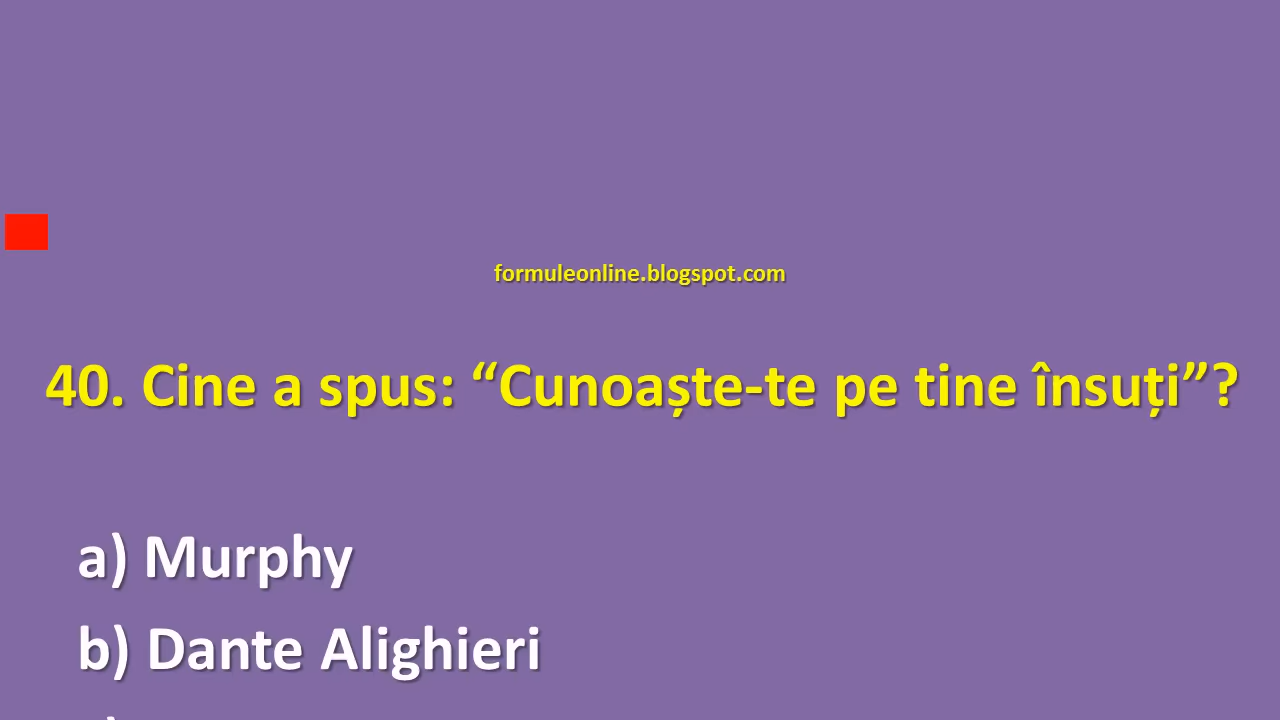 formuleonline.blogspot.com
40. Cine a spus: “Cunoaște-te pe tine însuți”?
a) Murphy
b) Dante Alighieri